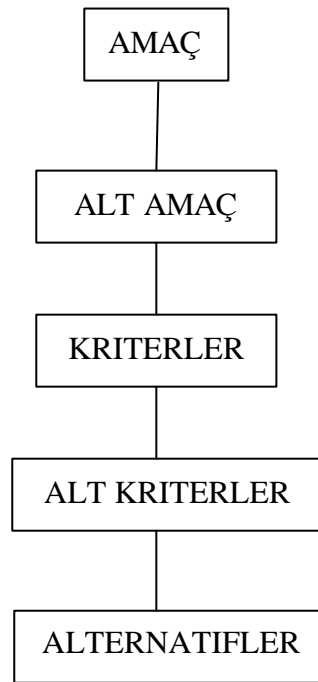 AMAÇ
ALT AMAÇ
KRITERLER
ALT KRITERLER
ALTERNATIFLER